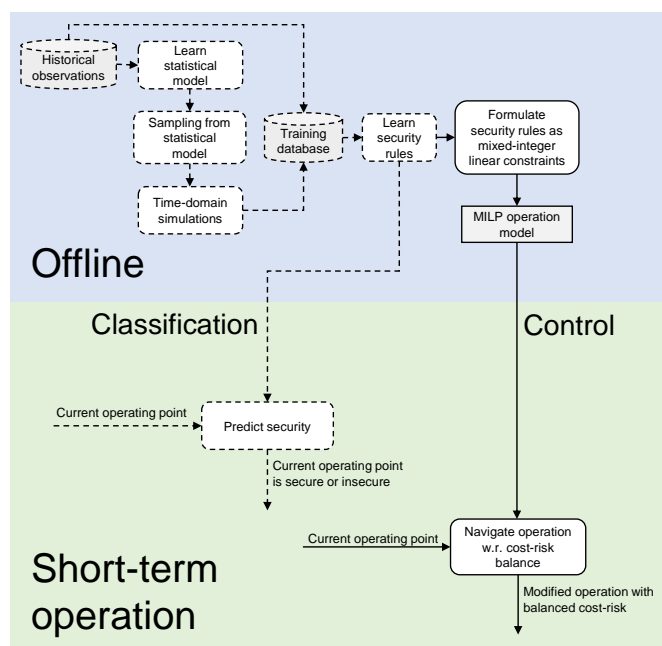 Historical
observations
Learn
statistical
model
Sampling from
statistical
model
Time-domain
simulations
Training
database
Learn
security
rules
Formulate
security rules as
mixed-integer
linear constraints
MILP operation
model
Offline
Classification
Control
Current operating point
Predict security
Current operating point
is secure or insecure
Current operating point
Navigate operation
w.r. cost-risk
balance
Modified operation with
balanced cost-risk
Short-term
operation